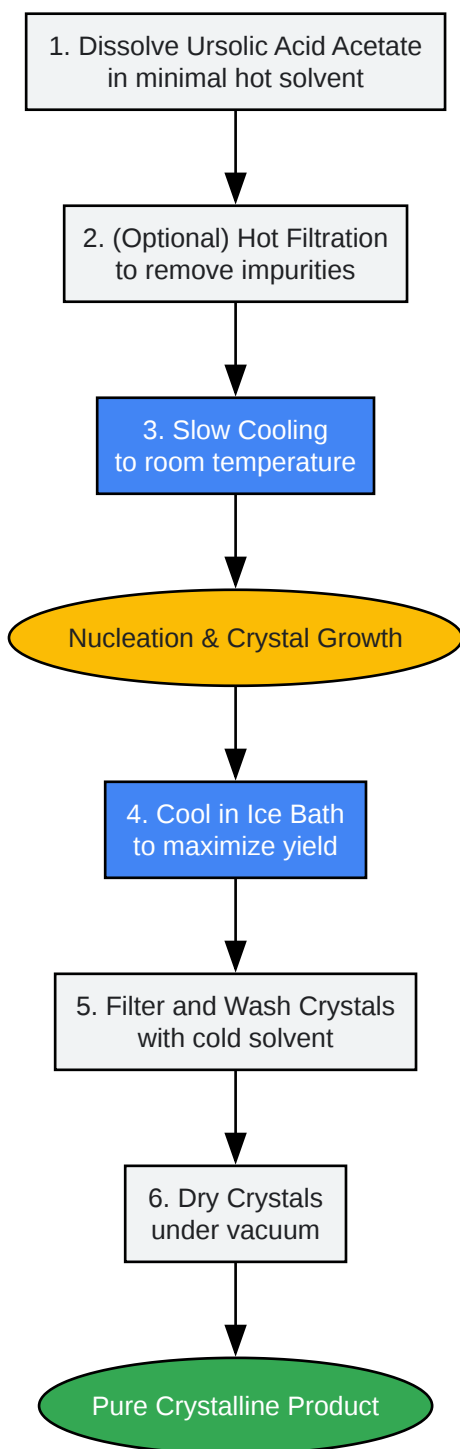 1. Dissolve Ursolic Acid Acetate
in minimal hot solvent
2. (Optional) Hot Filtration
to remove impurities
3. Slow Cooling
to room temperature
Nucleation & Crystal Growth
4. Cool in Ice Bath
to maximize yield
5. Filter and Wash Crystals
with cold solvent
6. Dry Crystals
under vacuum
Pure Crystalline Product